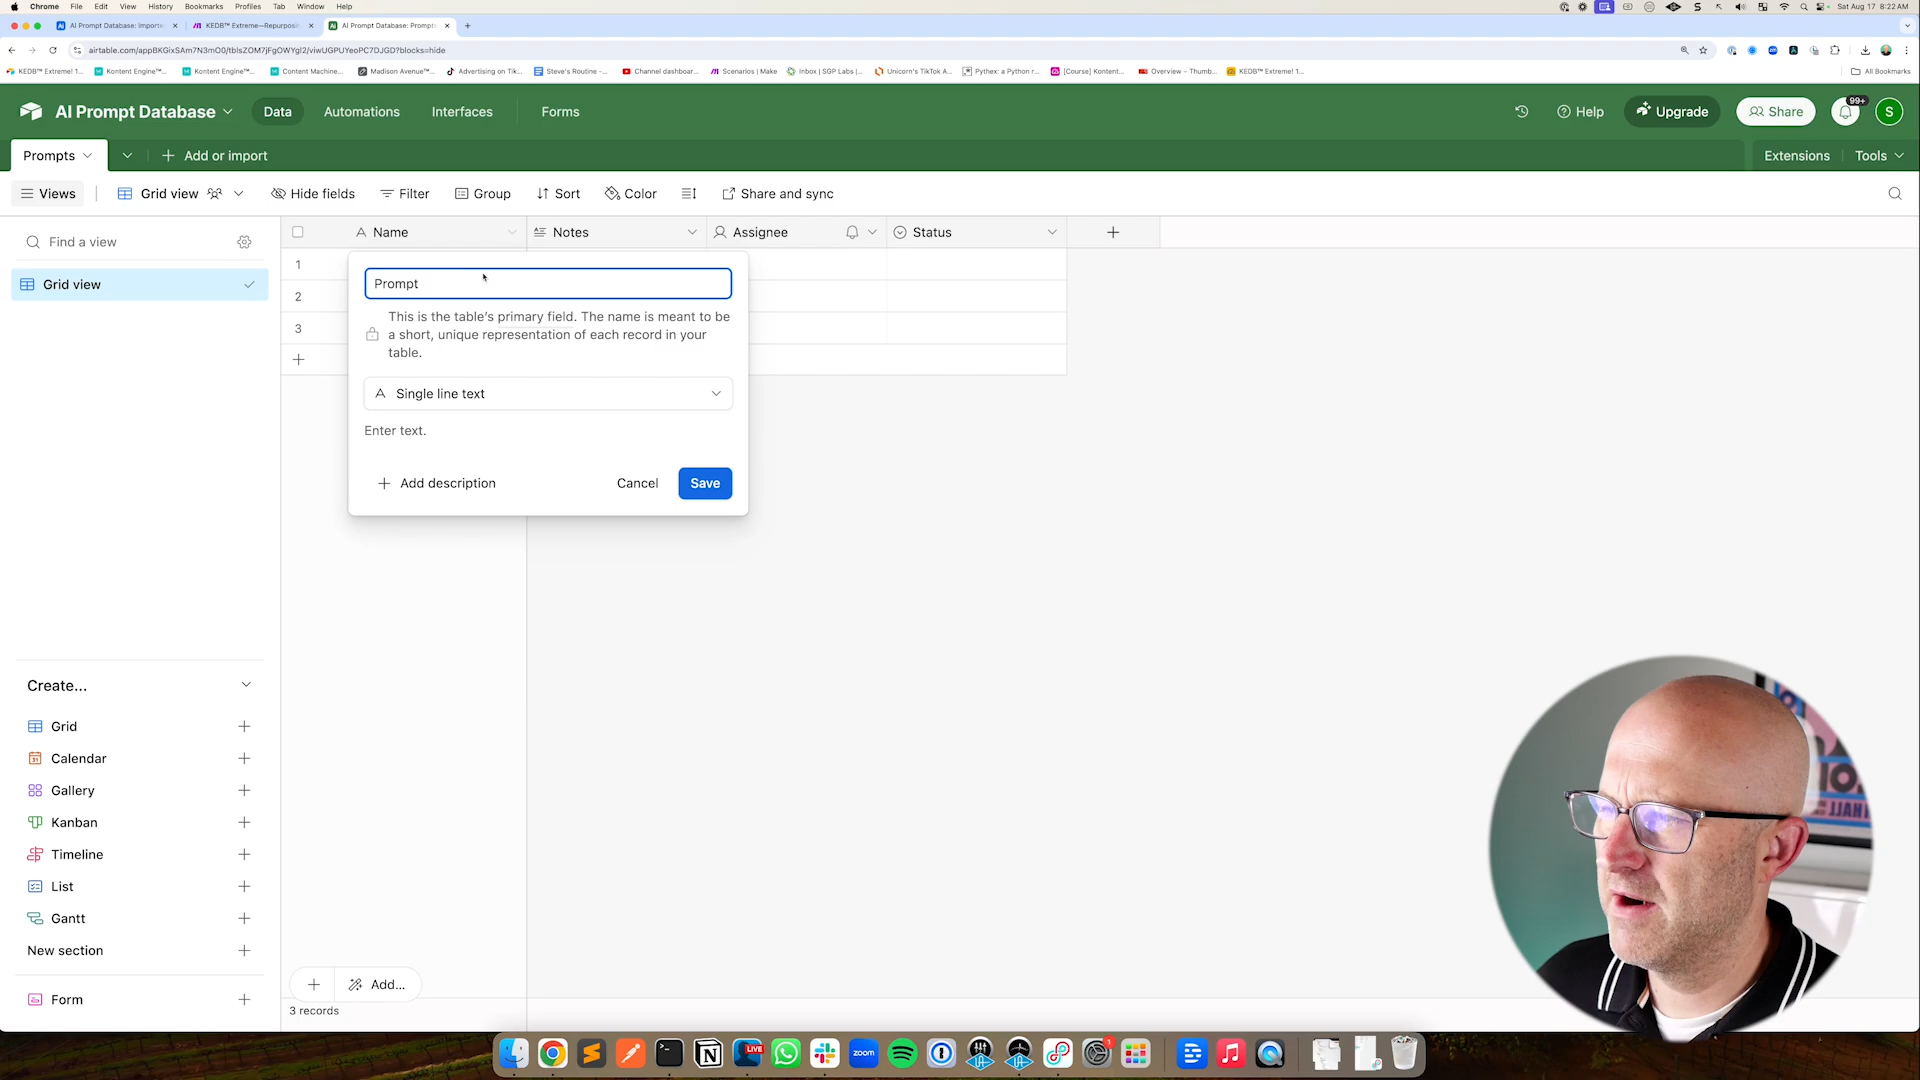 Chrome File Edit View History Bookmarks Profiles Tab Window Help
Sat Aug 17 8:22 AM
AI Prompt Database: Importe
KEDB™ Extreme—Repurposin
AI Prompt Database: Prompts
airtable.com/appBKGixSAm7N3mO0/tblsZOM7jFgOWYgI2/viwUGPUYeoPC7DJGD?blocks=hide
KEDB™ Extreme! 1...
Kontent Engine™...
Kontent Engine™...
Content Machine...
Madison Avenue™...
Advertising on Tik...
Steve's Routine -...
Channel dashboar...
Scenarios | Make
Inbox | SGP Labs |...
Unicorn's TikTok A...
Pythex: a Python r...
[Course] Kontent...
Overview – Thumb...
KEDB™ Extreme! 1...
All Bookmarks
AI Prompt Database
Data
Automations
Interfaces
Forms
Help
Upgrade
Share
99+
S
Prompts
Add or import
Extensions
Tools
Views
Grid view
Hide fields
Filter
Group
Sort
Color
Share and sync
Find a view
Grid view
Name
Notes
Assignee
Status
1
2
3
Prompt
This is the table's primary field. The name is meant to be
a short, unique representation of each record in your
table.
Single line text
Enter text.
Add description
Cancel
Save
Create...
Grid
Calendar
Gallery
Kanban
Timeline
List
Gantt
New section
Form
Add...
3 records
LIVE
zoom
1